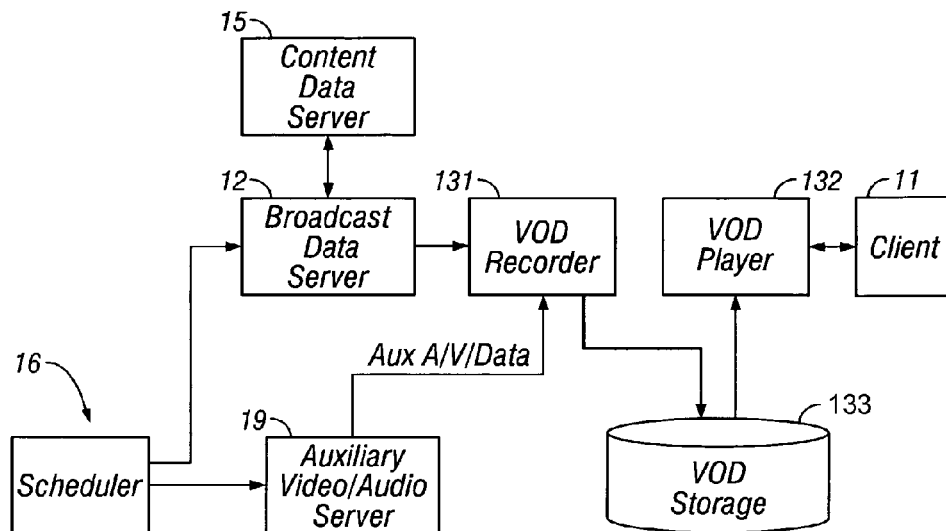 15
Content
Data
Server
12
Broadcast
Data
Server
131
VOD
Recorder
132
VOD
Player
11
Client
Aux A/V/Data
16
Scheduler
19
Auxiliary
Video/Audio
Server
133
VOD
Storage